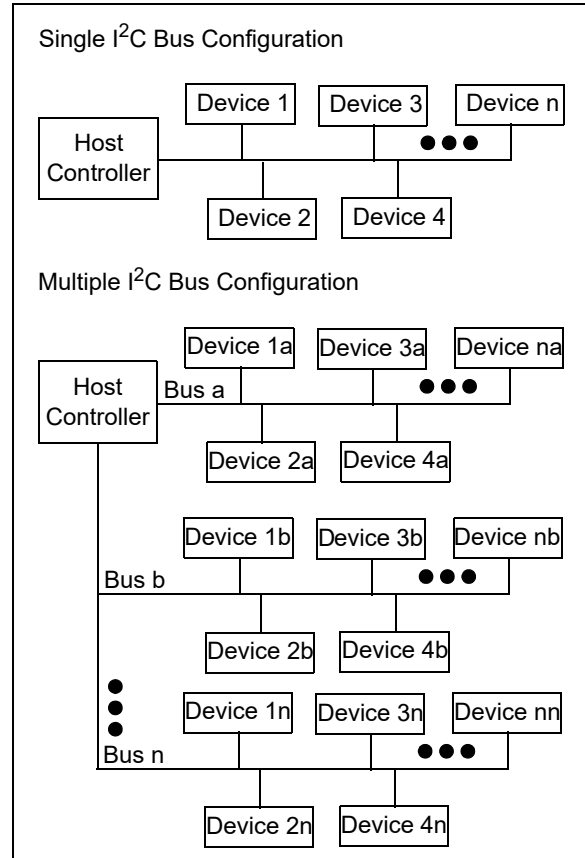 Single I²C Bus Configuration
Device 1
Device 3
Device n
Host
Controller
Device 2
Device 4
Multiple I²C Bus Configuration
Device 1a
Device 3a
Device na
Host
Controller
Bus a
Device 2a
Device 4a
Device 1b
Device 3b
Device nb
Bus b
Device 2b
Device 4b
Device 1n
Device 3n
Device nn
Bus n
Device 2n
Device 4n